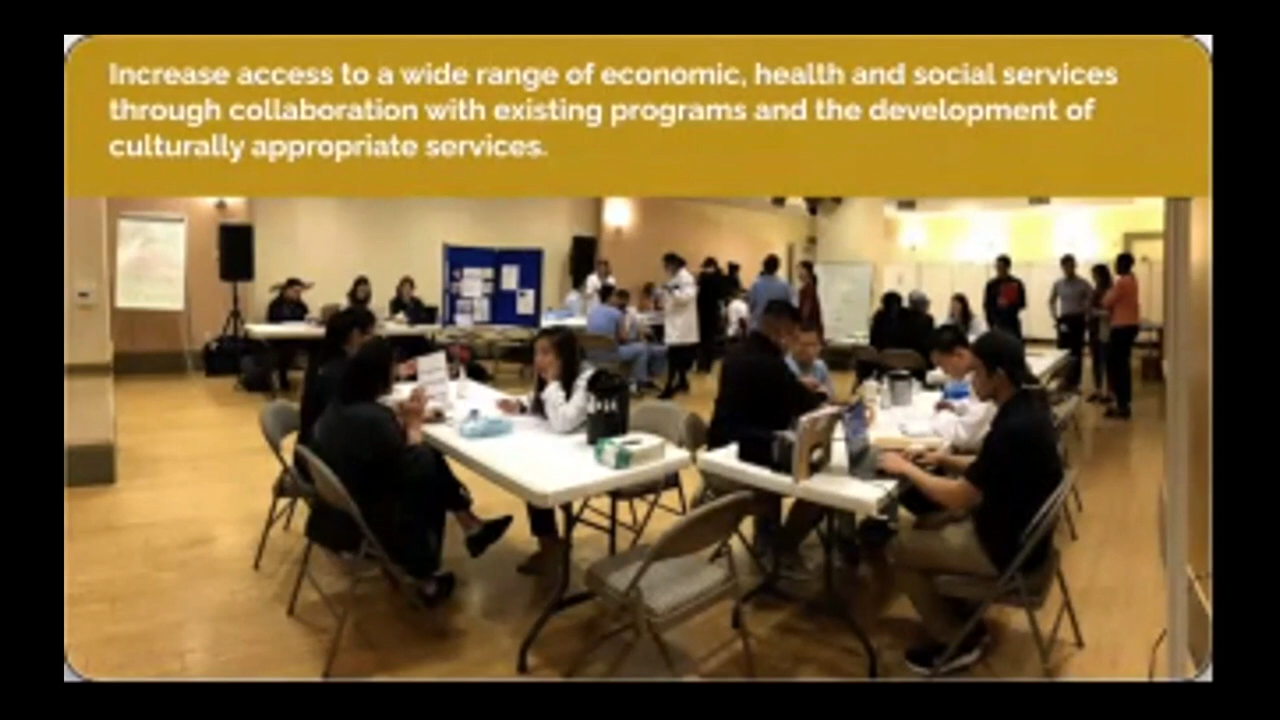 Increase access to a wide range of economic, health and social services
through collaboration with existing programs and the development of
culturally appropriate services.